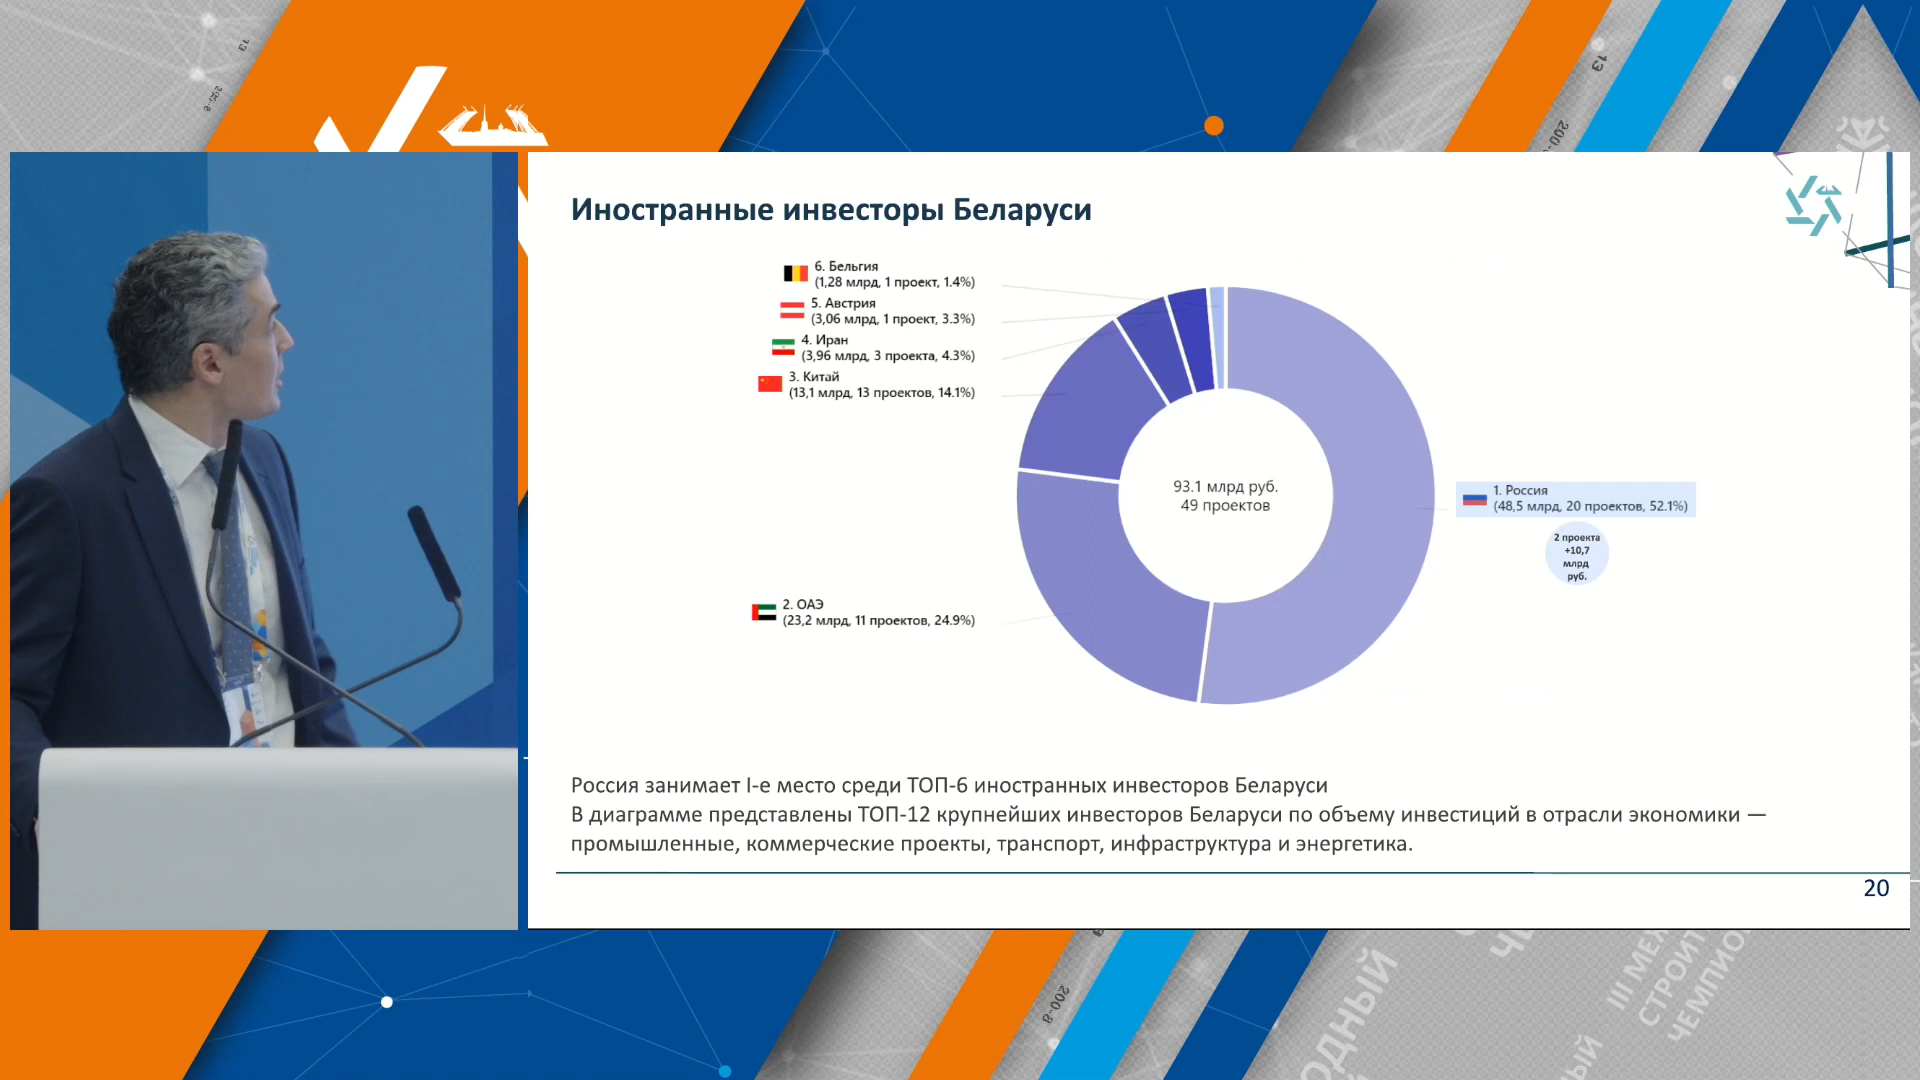 Иностранные инвесторы Беларуси
6. Бельгия
(1,28 млрд, 1 проект, 1.4%)
5. Австрия
(3,06 млрд, 1 проект, 3.3%)
4. Иран
(3,96 млрд, 3 проекта, 4.3%)
3. Китай
(13,1 млрд, 13 проектов, 14.1%)
93.1 млрд руб.
49 проектов
1. Россия
(48,5 млрд, 20 проектов, 52.1%)
2 проекта
+10,7
млрд
руб.
2. ОАЭ
(23,2 млрд, 11 проектов, 24.9%)
Россия занимает I-е место среди ТОП-6 иностранных инвесторов Беларуси
В диаграмме представлены ТОП-12 крупнейших инвесторов Беларуси по объему инвестиций в отрасли экономики —
промышленные, коммерческие проекты, транспорт, инфраструктура и энергетика.
20
13
13